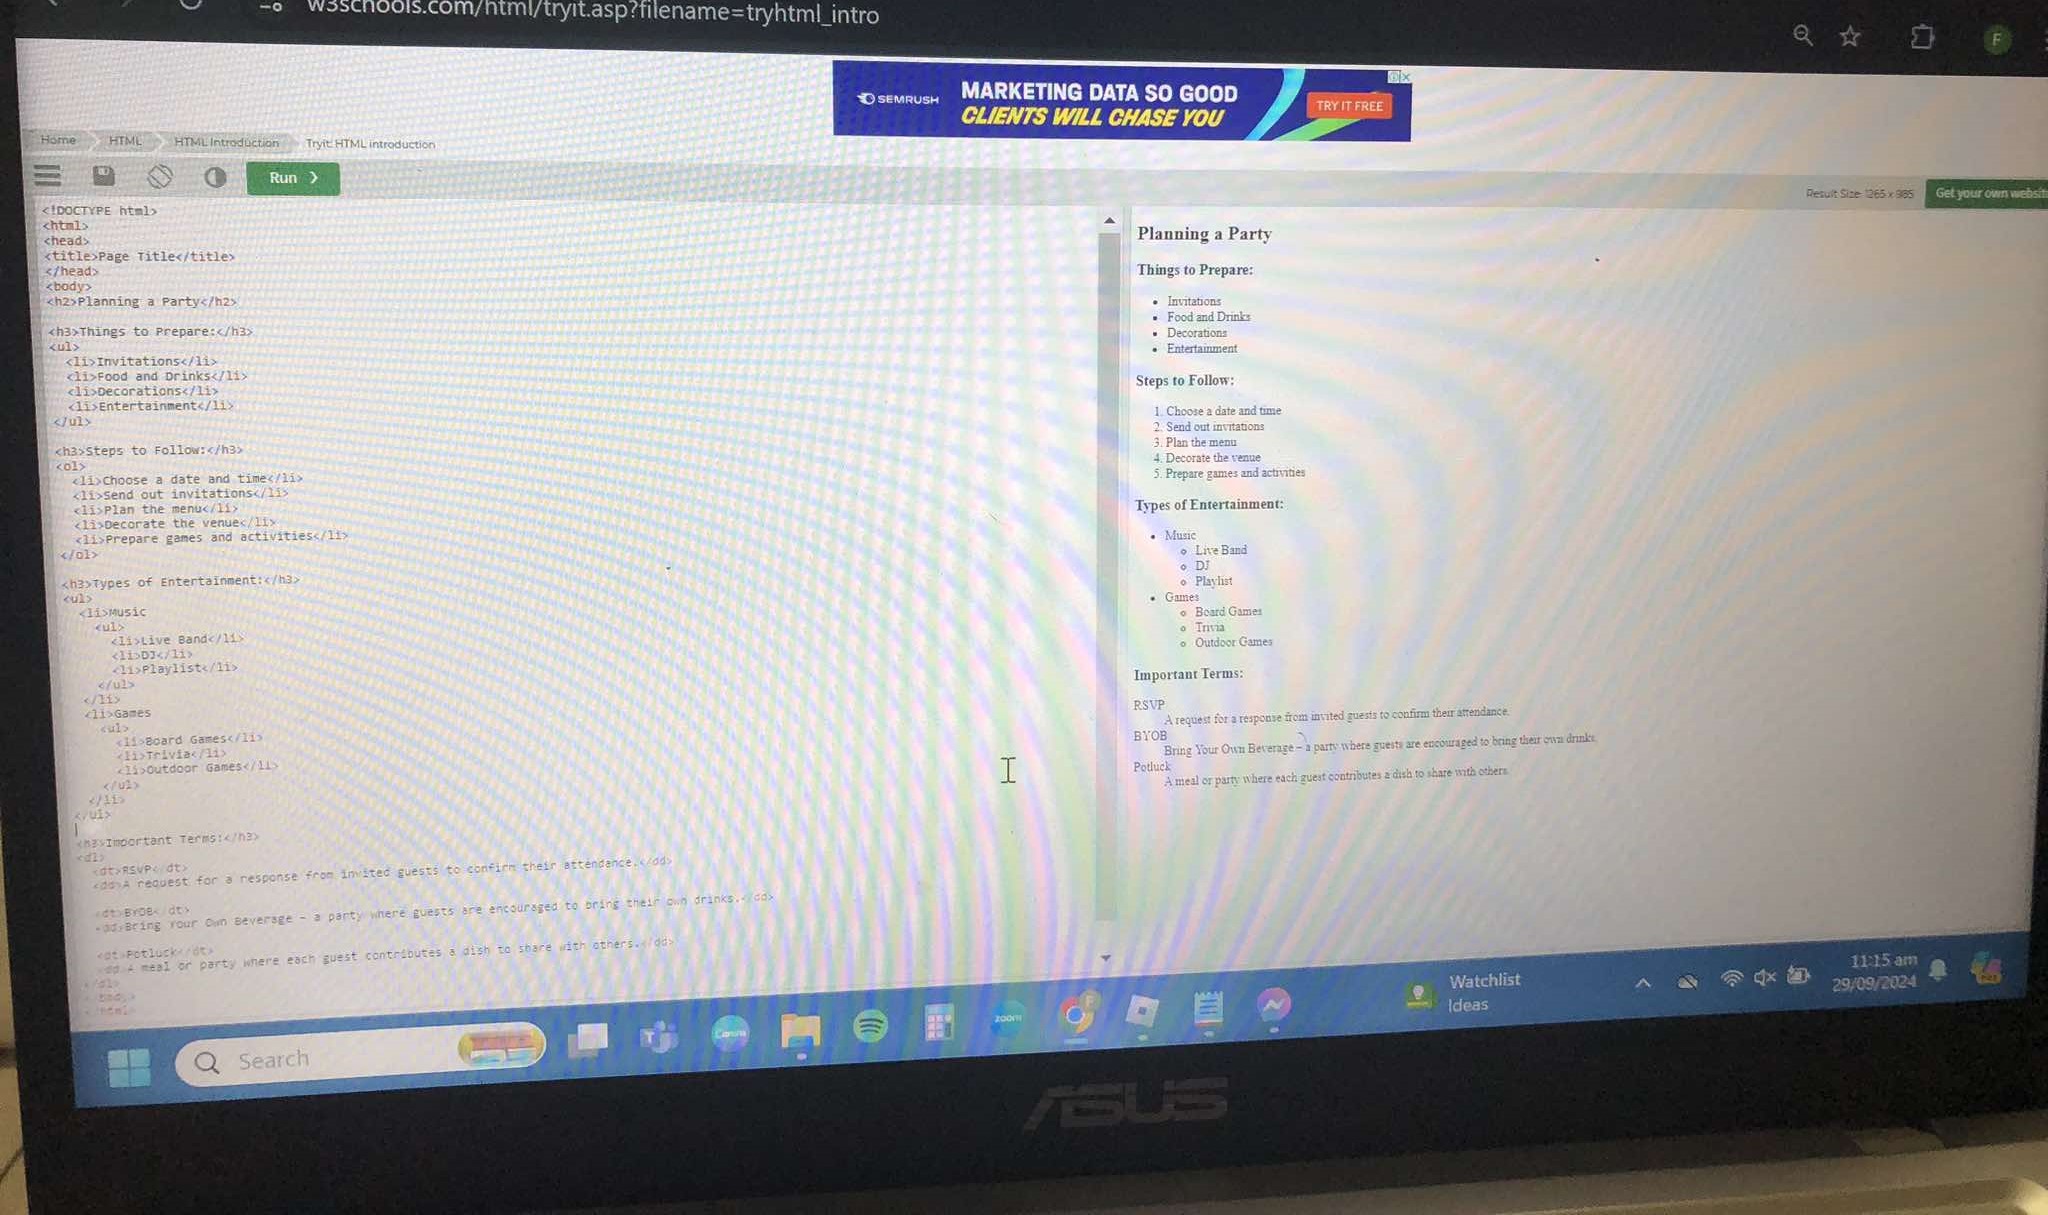 w3schools.com/html/tryit.asp?filename=tryhtml_intro
F
SEMRUSH
MARKETING DATA SO GOOD
CLIENTS WILL CHASE YOU
TRY IT FREE
Home
HTML
HTML Introduction
Tryit: HTML introduction
Run ❯
Result Size: 1265 x 985
Get your own website
<!DOCTYPE html>
<html>
<head>
<title>Page Title</title>
</head>
<body>
<h2>Planning a Party</h2>
<h3>Things to Prepare:</h3>
<ul>
<li>Invitations</li>
<li>Food and Drinks</li>
<li>Decorations</li>
<li>Entertainment</li>
</ul>
<h3>Steps to Follow:</h3>
<ol>
<li>Choose a date and time</li>
<li>Send out invitations</li>
<li>Plan the menu</li>
<li>Decorate the venue</li>
<li>Prepare games and activities</li>
</ol>
<h3>Types of Entertainment:</h3>
<ul>
<li>Music
<ul>
<li>Live Band</li>
<li>DJ</li>
<li>Playlist</li>
</ul>
</li>
<li>Games
<ul>
<li>Board Games</li>
<li>Trivia</li>
<li>Outdoor Games</li>
</ul>
</li>
</ul>
<h3>Important Terms:</h3>
<dl>
<dt>RSVP</dt>
<dd>A request for a response from invited guests to confirm their attendance.</dd>
<dt>BYOB</dt>
<dd>Bring Your Own Beverage – a party where guests are encouraged to bring their own drinks.</dd>
<dt>Potluck</dt>
<dd>A meal or party where each guest contributes a dish to share with others.</dd>
</dl>
</body>
</html>
Planning a Party
Things to Prepare:
• Invitations
• Food and Drinks
• Decorations
• Entertainment
Steps to Follow:
1. Choose a date and time
2. Send out invitations
3. Plan the menu
4. Decorate the venue
5. Prepare games and activities
Types of Entertainment:
• Music
◦ Live Band
◦ DJ
◦ Playlist
• Games
◦ Board Games
◦ Trivia
◦ Outdoor Games
Important Terms:
RSVP
A request for a response from invited guests to confirm their attendance.
BYOB
Bring Your Own Beverage – a party where guests are encouraged to bring their own drinks.
Potluck
A meal or party where each guest contributes a dish to share with others.
Search
Canva
zoom
Watchlist
Ideas
11:15 am
29/09/2024
ASUS